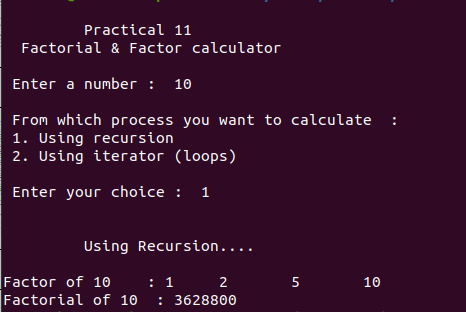 Practical 11
Factorial & Factor calculator
Enter a number : 10
From which process you want to calculate :
1. Using recursion
2. Using iterator (loops)
Enter your choice : 1
Using Recursion....
Factor of 10 : 1 2 5 10
Factorial of 10 : 3628800